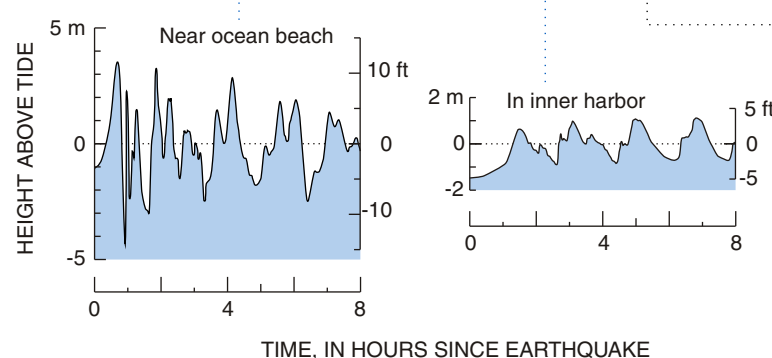 5 m
Near ocean beach
10 ft
HEIGHT ABOVE TIDE
0
0
-10
-5
0
4
8
2 m
In inner harbor
5 ft
0
0
-2
-5
0
4
8
TIME, IN HOURS SINCE EARTHQUAKE